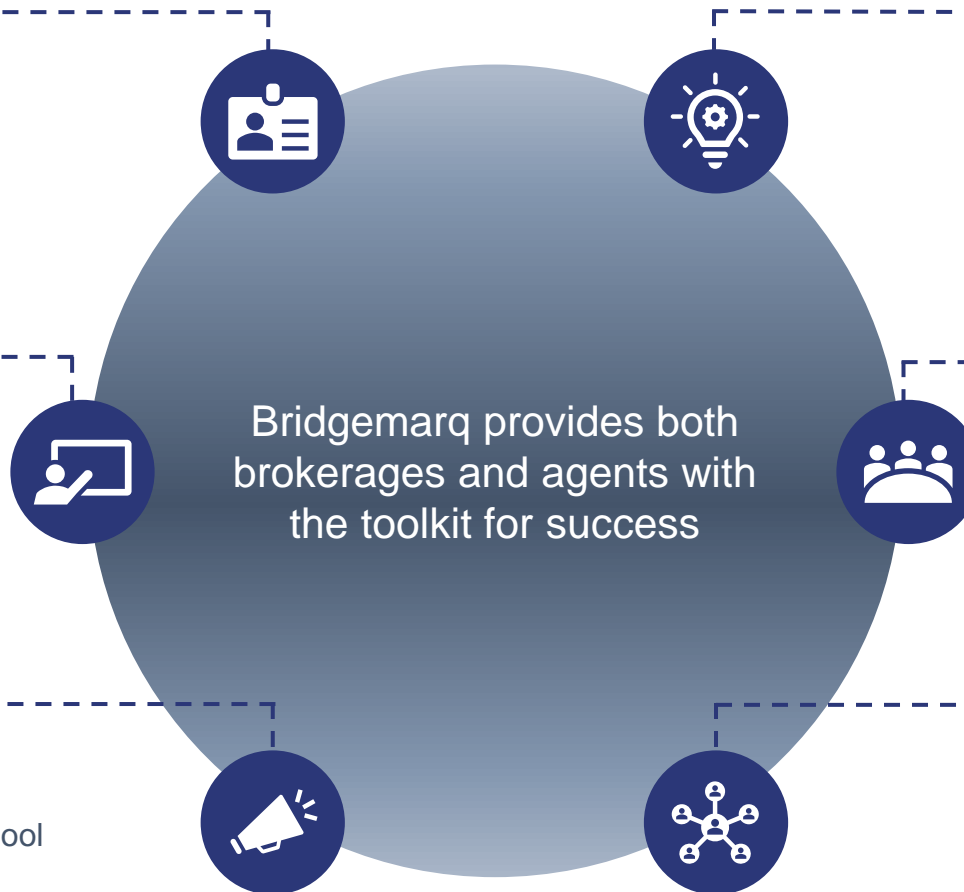 Bridgemarq provides both
brokerages and agents with
the toolkit for success
ool